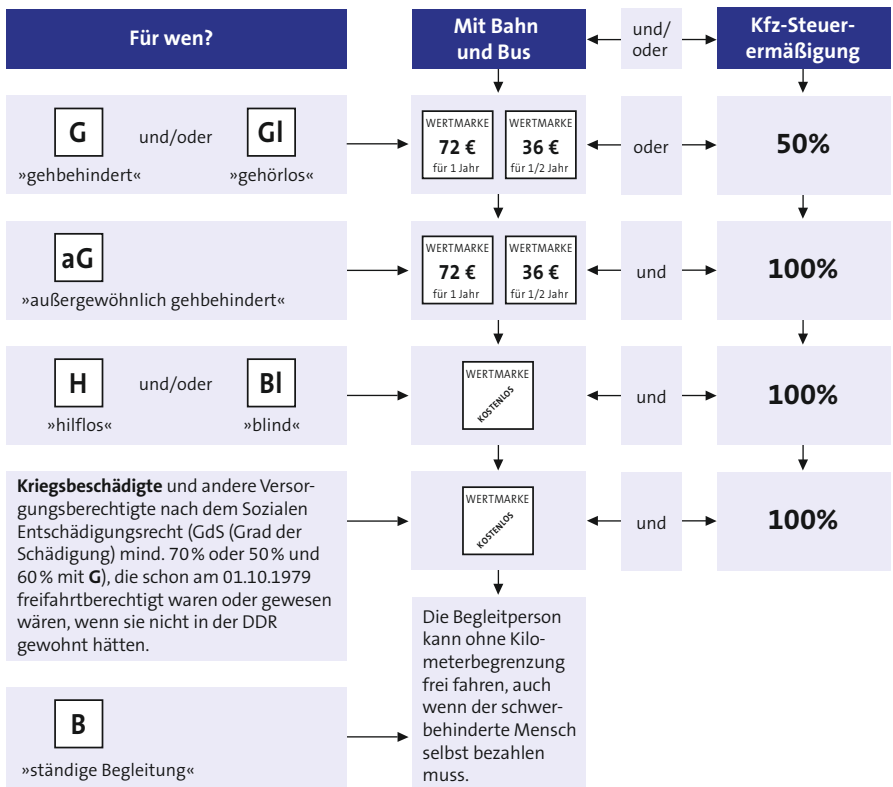 Für wen?
Mit Bahn
und Bus
und/
oder
Kfz-Steuer-
ermäßigung
G
und/oder
Gl
»gehbehindert«
»gehörlos«
WERTMARKE
72 €
für 1 Jahr
WERTMARKE
36 €
für 1/2 Jahr
oder
50%
aG
»außergewöhnlich gehbehindert«
WERTMARKE
72 €
für 1 Jahr
WERTMARKE
36 €
für 1/2 Jahr
und
100%
H
und/oder
Bl
»hilflos«
»blind«
WERTMARKE
KOSTENLOS
und
100%
Kriegsbeschädigte und andere Versor-
gungsberechtigte nach dem Sozialen
Entschädigungsrecht (GdS (Grad der
Schädigung) mind. 70% oder 50% und
60% mit G), die schon am 01.10.1979
freifahrtberechtigt waren oder gewesen
wären, wenn sie nicht in der DDR
gewohnt hätten.
WERTMARKE
KOSTENLOS
und
100%
Die Begleitperson
kann ohne Kilo-
meterbegrenzung
frei fahren, auch
wenn der schwer-
behinderte Mensch
selbst bezahlen
muss.
B
»ständige Begleitung«